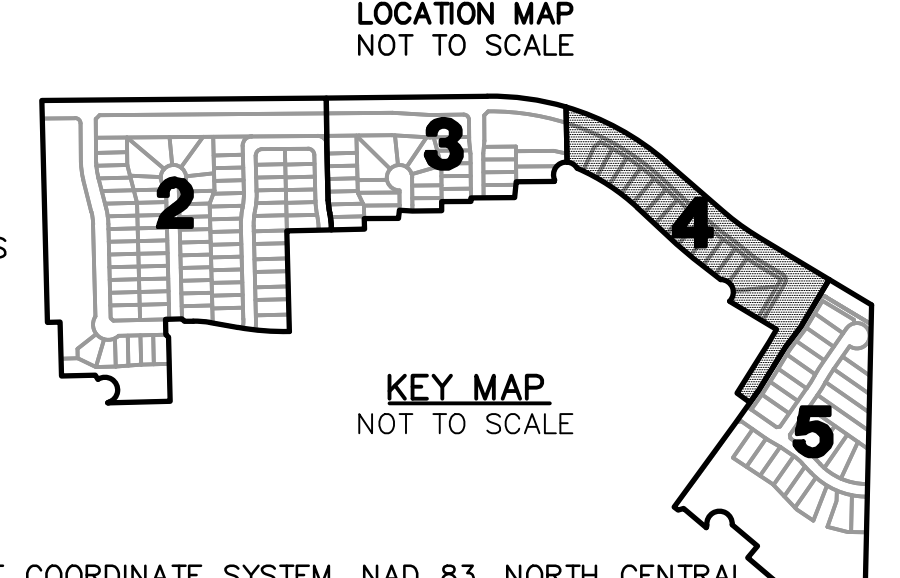 LOCATION MAP
NOT TO SCALE
3
2
4
S
KEY MAP
NOT TO SCALE
5
COORDINATE SYSTEM, NAD 83, NORTH CENTRAL